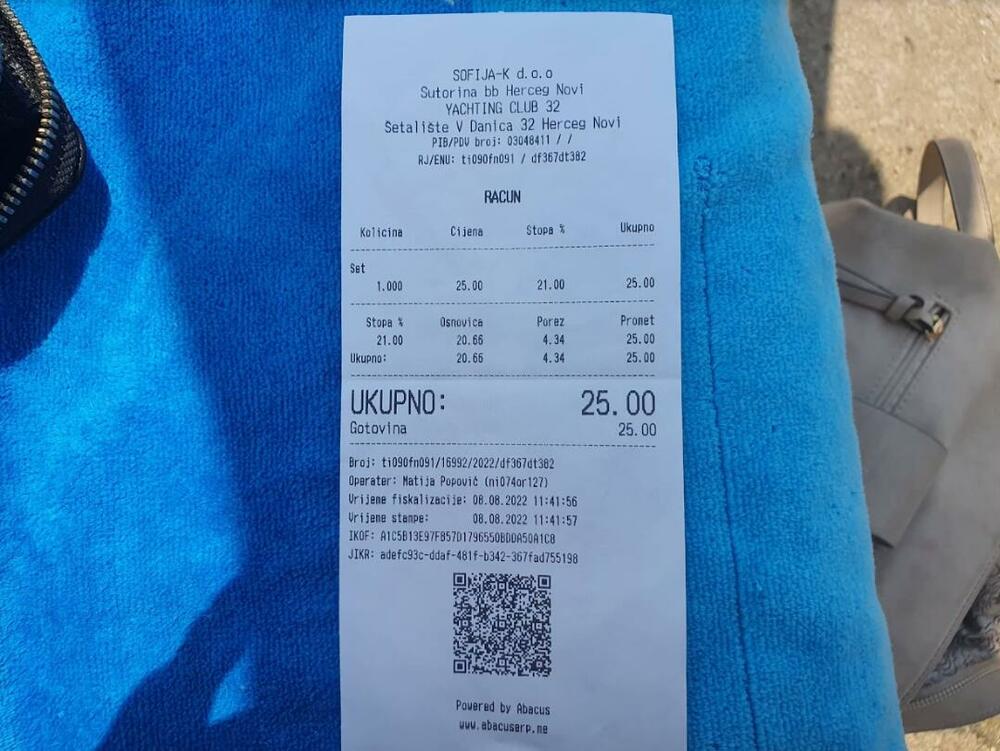 SOFIJA-K d.o.o
Sutorina bb Herceg Novi
YACHTING CLUB 32
Setalište V Danica 32 Herceg Novi
PIB/PDV broj: 03048411 / /
RJ/ENU: ti090fn091 / df367dt382
RACUN
Kolicina Cijena Stopa % Ukupno
Set
1.000 25.00 21.00 25.00
Stopa % Osnovica Porez Promet
21.00 20.66 4.34 25.00
Ukupno: 20.66 4.34 25.00
UKUPNO: 25.00
Gotovina 25.00
Broj: ti090fn091/16992/2022/df367dt382
Operater: Matija Popović (ni074or127)
Vrijeme fiskalizacije: 08.08.2022 11:41:56
Vrijeme stampe: 08.08.2022 11:41:57
IKOF: A1C5B13E97F857D1796550BDDA50A1C8
JIKR: adefc93c-ddaf-481f-b342-367fad755198
Powered by Abacus
www.abacuserp.me